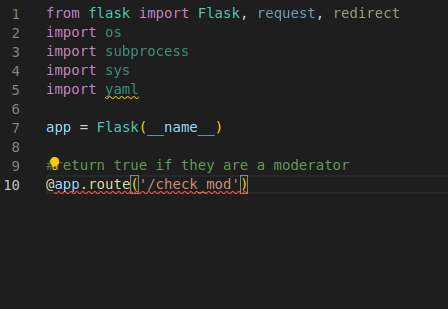 1 from flask import Flask, request, redirect
2 import os
3 import subprocess
4 import sys
5 import yaml
6
7 app = Flask(__name__)
8
9 #return true if they are a moderator
10 @app.route('/check_mod')